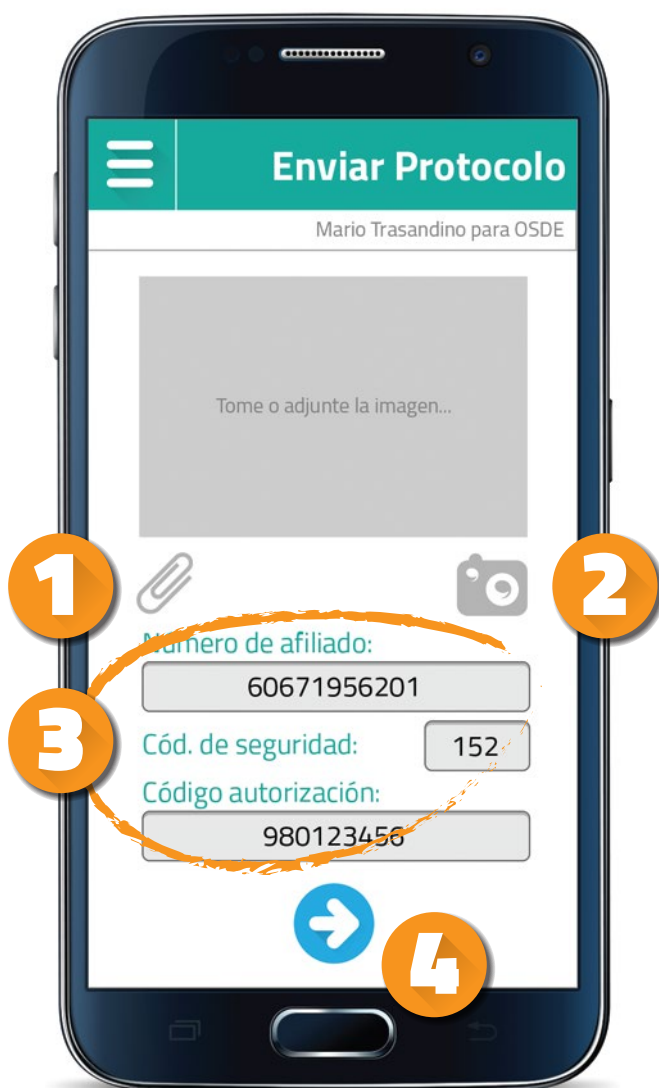 Enviar Protocolo
Mario Trasandino para OSDE
Tome o adjunte la imagen...
1
2
Número de afiliado:
60671956201
3
Cód. de seguridad:
152
Código autorización:
980123456
4